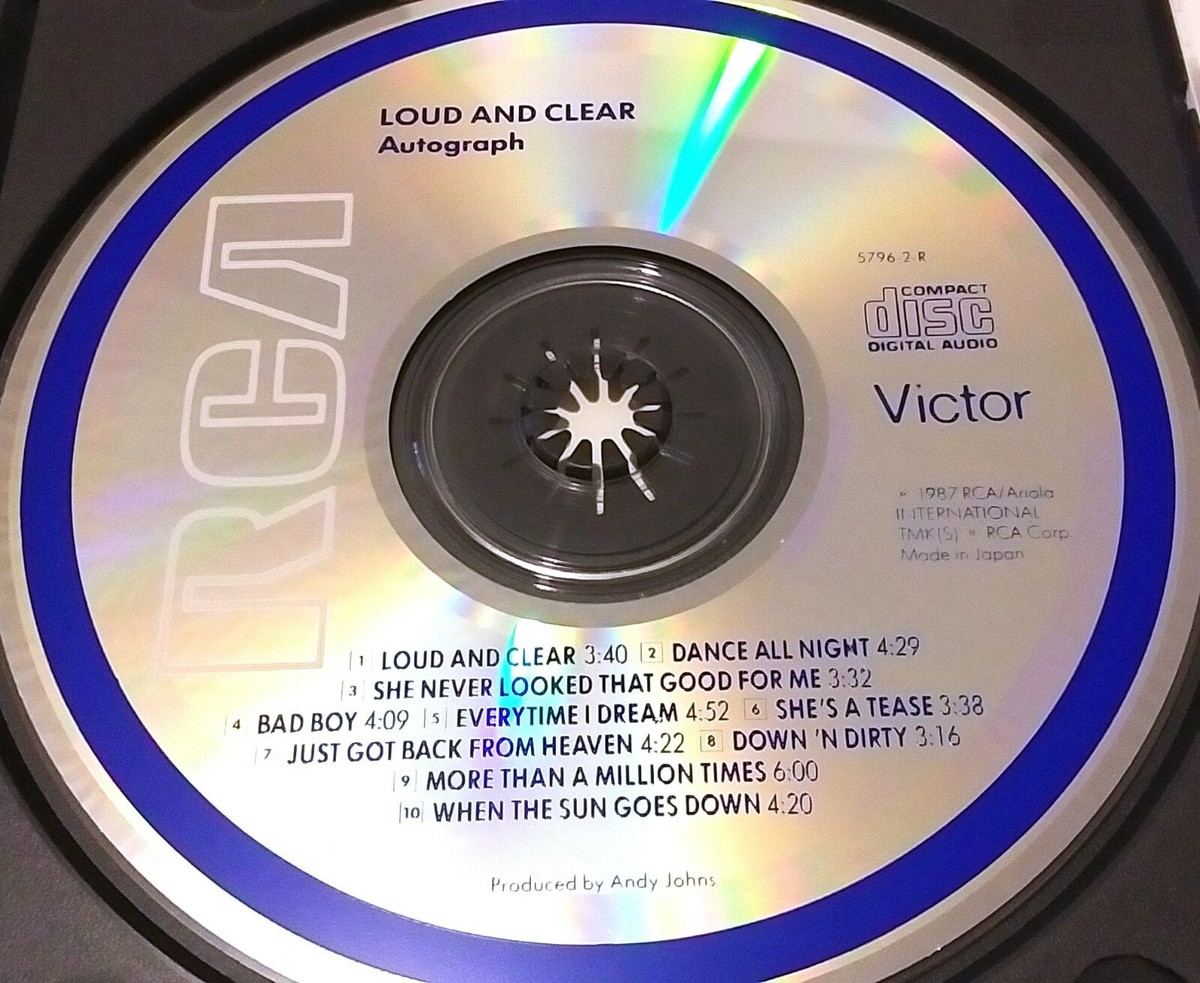 LOUD AND CLEAR
Autograph
RCA
5796-2-R
COMPACT
disc
DIGITAL AUDIO
Victor
℗ 1987 RCA/Ariola
INTERNATIONAL
TMK(S) ® RCA Corp
Made in Japan
1 LOUD AND CLEAR 3:40 2 DANCE ALL NIGHT 4:29
3 SHE NEVER LOOKED THAT GOOD FOR ME 3:32
4 BAD BOY 4:09 5 EVERYTIME I DREAM 4:52 6 SHE'S A TEASE 3:38
7 JUST GOT BACK FROM HEAVEN 4:22 8 DOWN 'N DIRTY 3:16
9 MORE THAN A MILLION TIMES 6:00
10 WHEN THE SUN GOES DOWN 4:20
Produced by Andy Johns